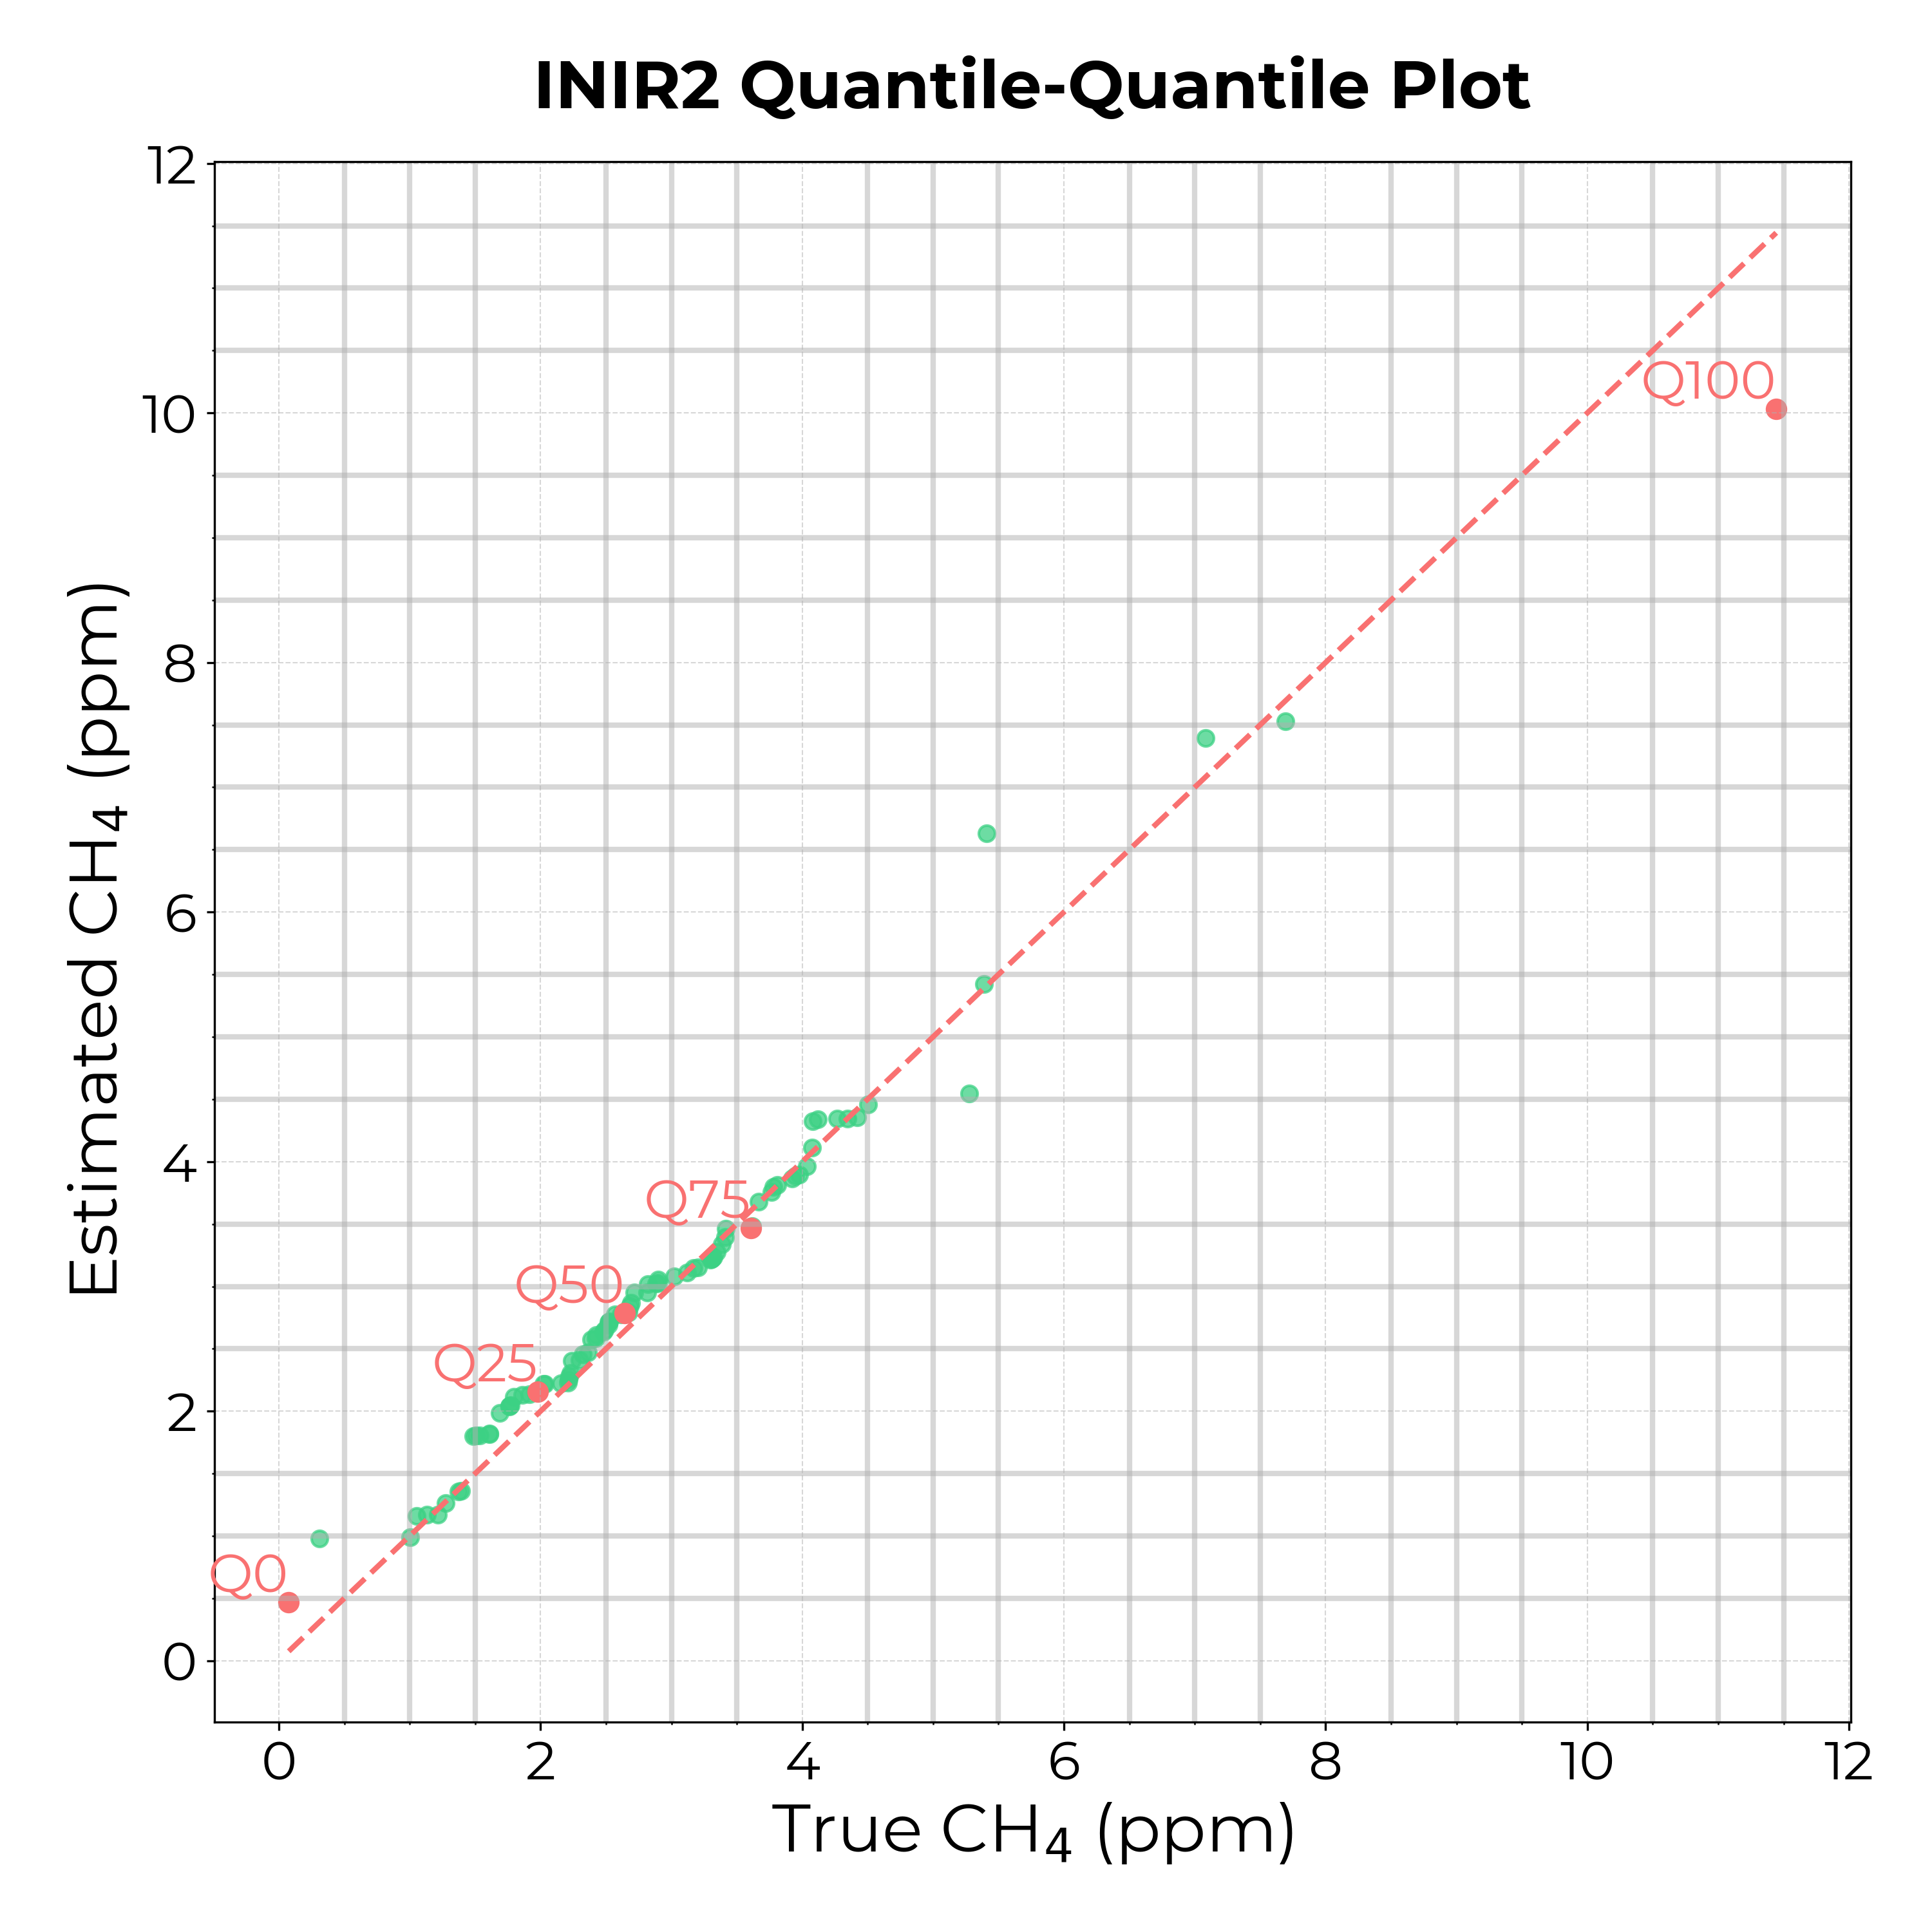 INIR2 Quantile-Quantile Plot
12
10
8
6
4
2
0
Estimated CH₄ (ppm)
Q100
Q75
Q50
Q25
Q0
0 2 4 6 8 10 12
True CH₄ (ppm)